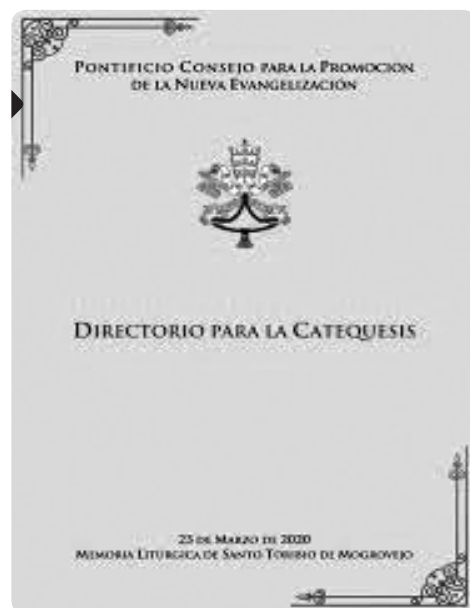 PONTIFICIO CONSEJO PARA LA PROMOCIÓN
DE LA NUEVA EVANGELIZACIÓN
DIRECTORIO PARA LA CATEQUESIS
23 DE MARZO DE 2020
MEMORIA LITÚRGICA DE SANTO TORIBIO DE MOGROVEJO